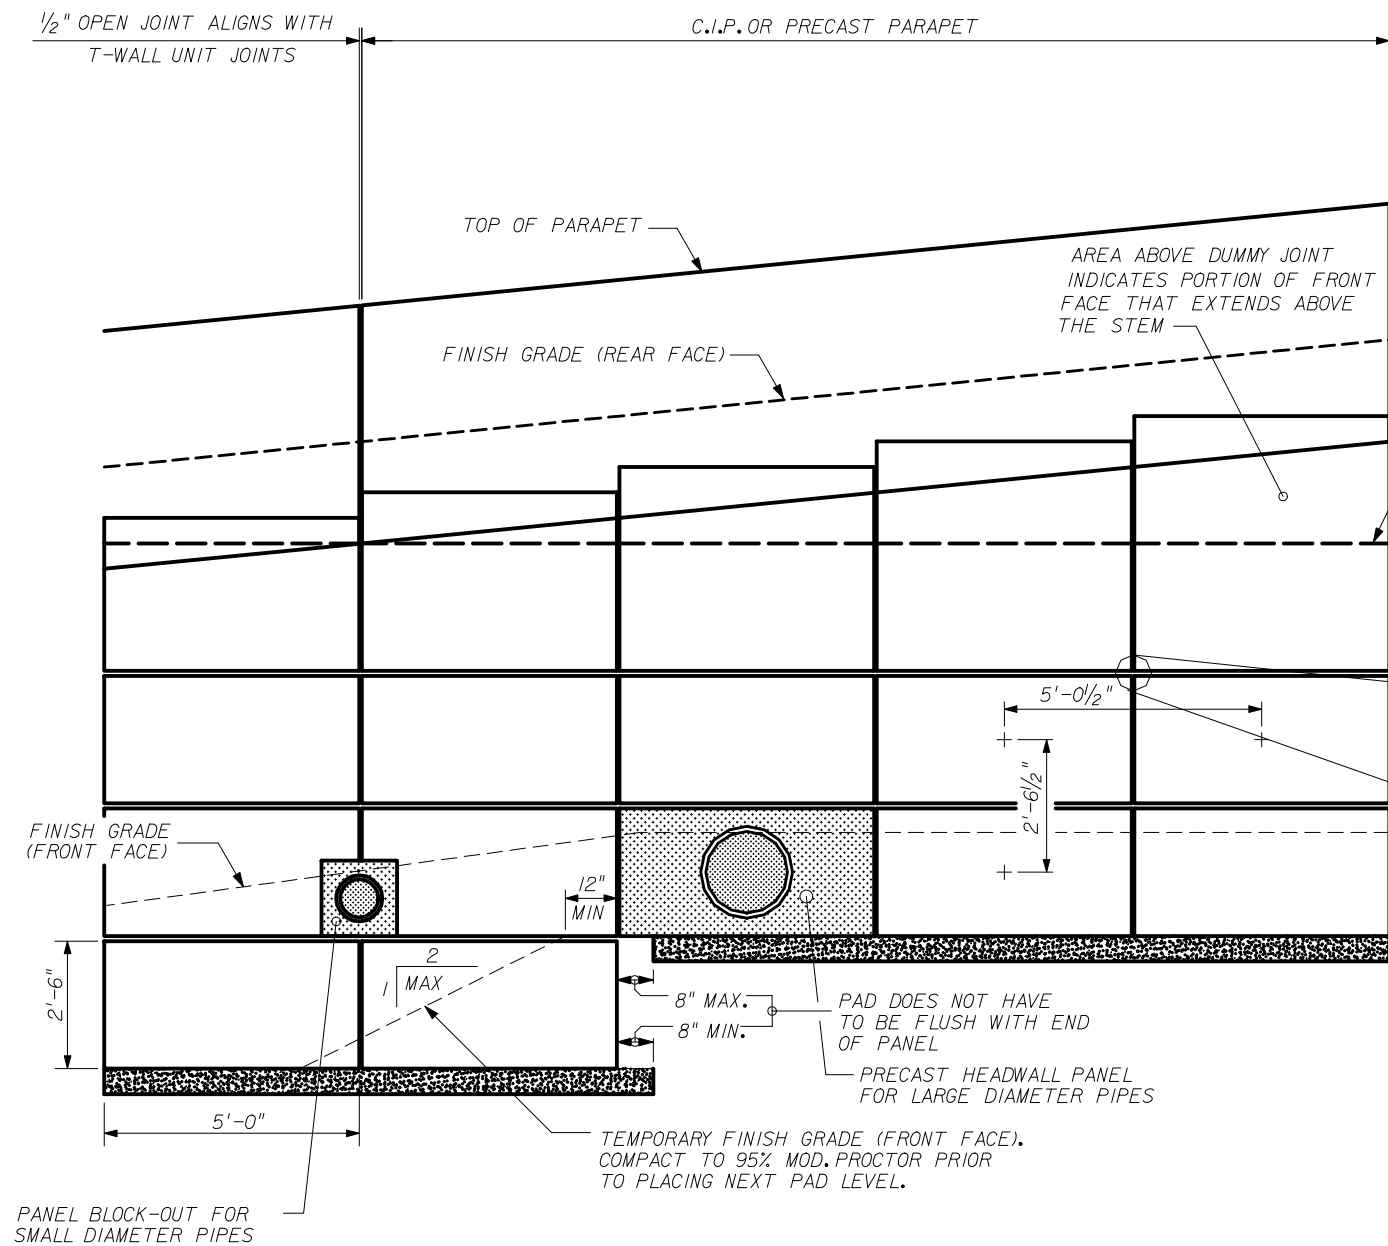 ½" OPEN JOINT ALIGNS WITH
T-WALL UNIT JOINTS
C.I.P. OR PRECAST PARAPET
TOP OF PARAPET
AREA ABOVE DUMMY JOINT
INDICATES PORTION OF FRONT
FACE THAT EXTENDS ABOVE
THE STEM
FINISH GRADE (REAR FACE)
5'-0½"
2'-6½"
FINISH GRADE
(FRONT FACE)
12"
MIN
2
1
MAX
2'-6"
8" MAX.
8" MIN.
PAD DOES NOT HAVE
TO BE FLUSH WITH END
OF PANEL
PRECAST HEADWALL PANEL
FOR LARGE DIAMETER PIPES
5'-0"
TEMPORARY FINISH GRADE (FRONT FACE).
COMPACT TO 95% MOD. PROCTOR PRIOR
TO PLACING NEXT PAD LEVEL.
PANEL BLOCK-OUT FOR
SMALL DIAMETER PIPES